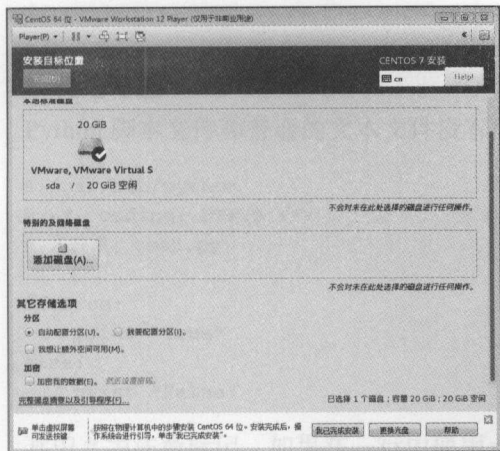 CentOS 64 位 - VMware Workstation 12 Player (仅用于非商业用途)
Player(P)
安装目标位置
完成(D)
CENTOS 7 安装
cn
Help!
本地标准磁盘
20 GiB
VMware, VMware Virtual S
sda / 20 GiB 空闲
不会对未在此处选择的磁盘进行任何操作。
特别的及网络磁盘
添加磁盘(A)...
不会对未在此处选择的磁盘进行任何操作。
其它存储选项
分区
自动配置分区(U)。 我要配置分区(I)。
我想让额外空间可用(M)。
加密
加密我的数据(E)。 然后设置密码。
完整磁盘摘要以及引导程序(F)...
已选择 1 个磁盘；容量 20 GiB；20 GiB 空闲
单击虚拟屏幕
可发送按键
按照在物理计算机中的步骤安装 CentOS 64 位。安装完成后，操
作系统会进行引导，单击"我已完成安装"。
我已完成安装
更换光盘
帮助